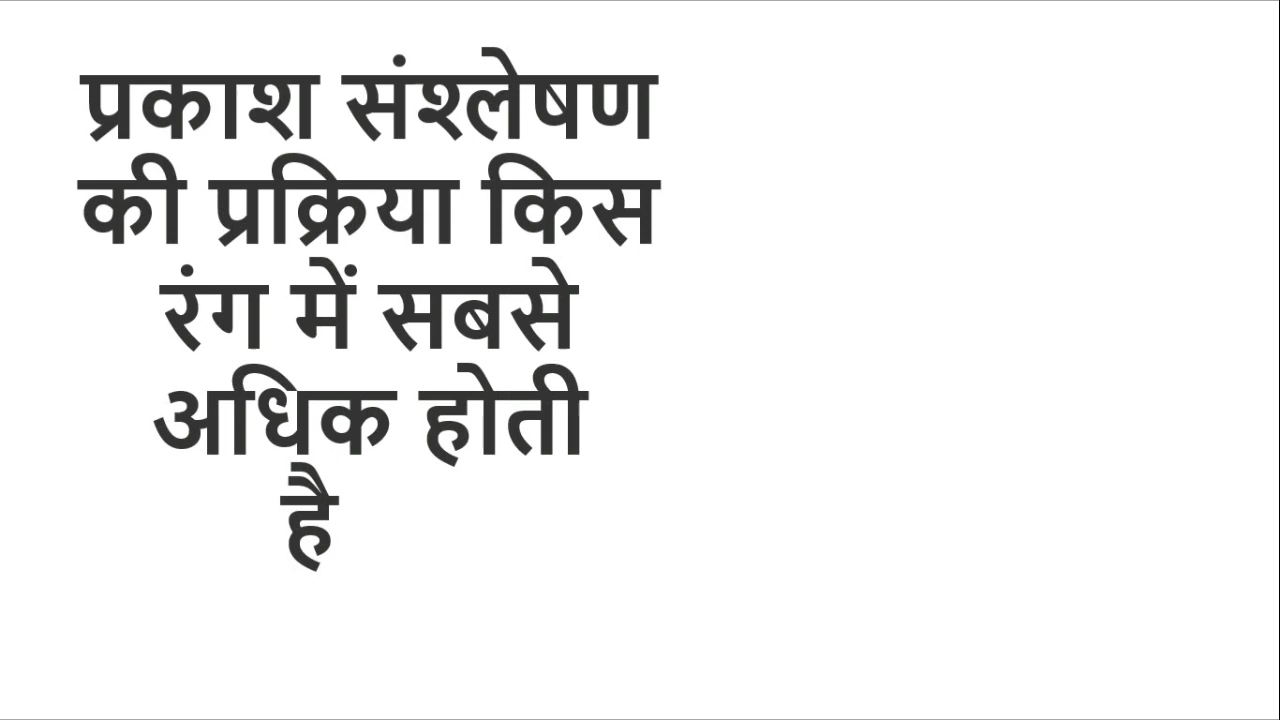 प्रकाश संश्लेषण
की प्रक्रिया किस
रंग में सबसे
अधिक होती
है